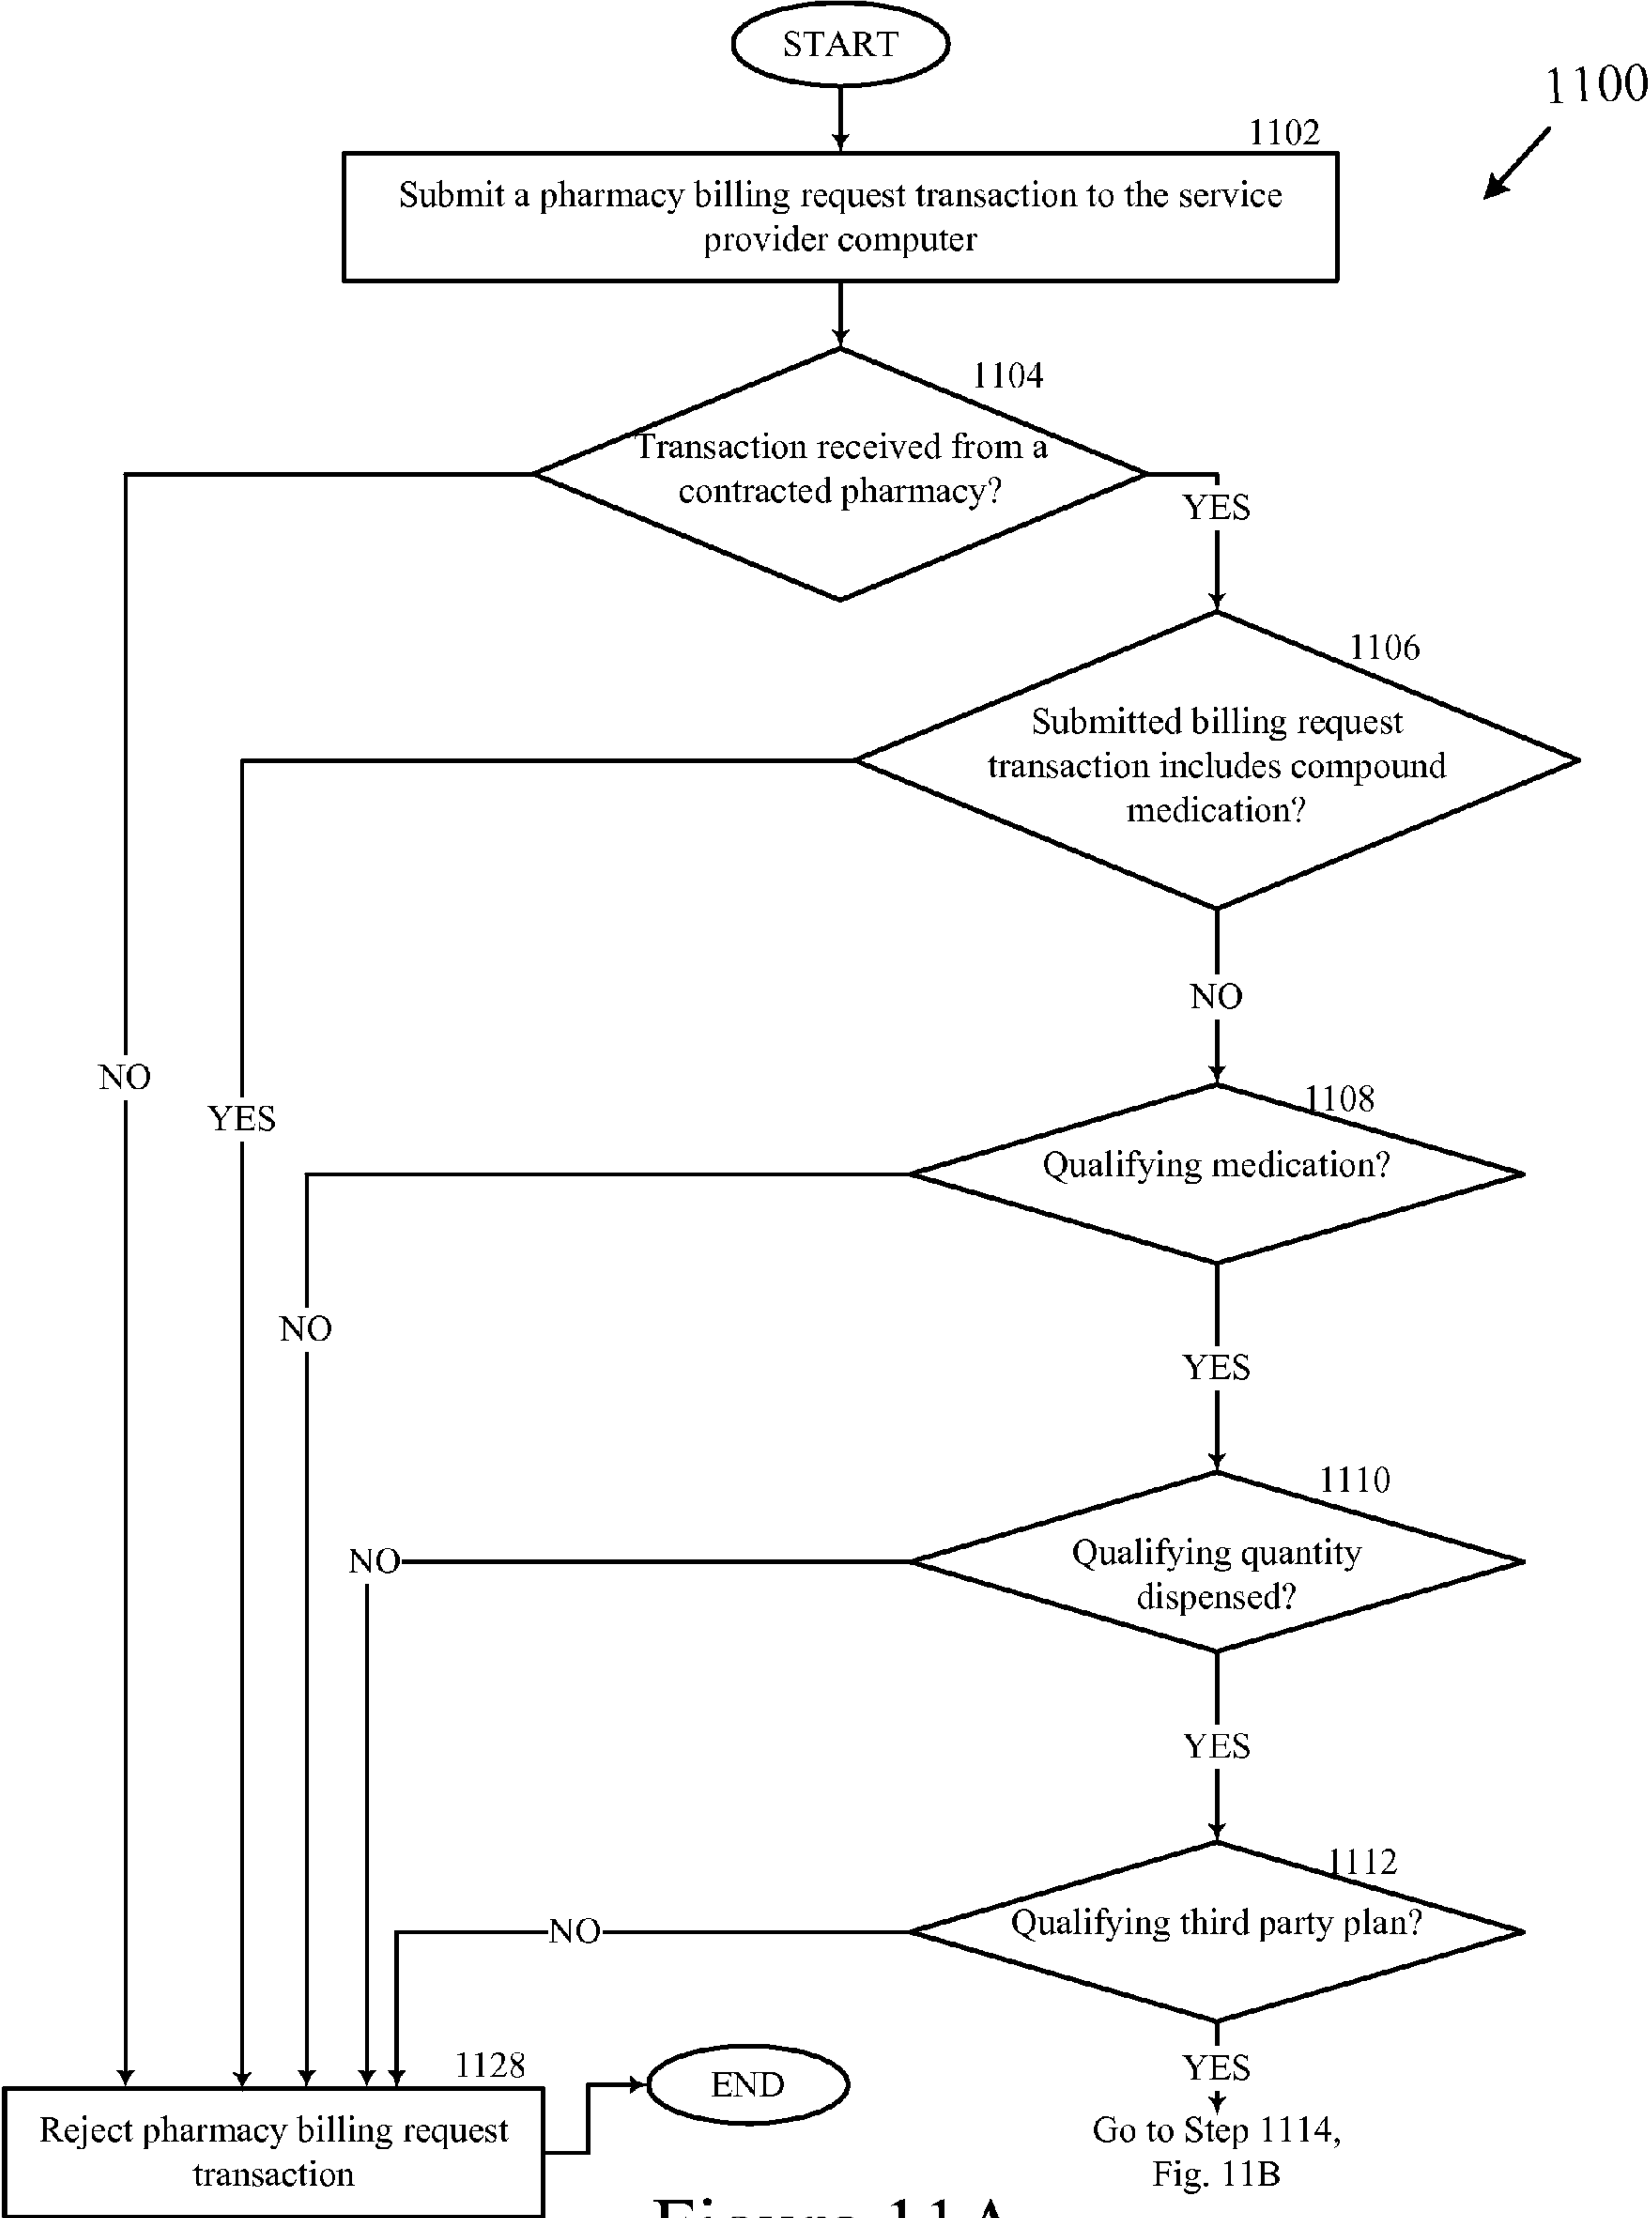 START
1100
1102
Submit a pharmacy billing request transaction to the service
provider computer
1104
Transaction received from a
contracted pharmacy?
YES
1106
Submitted billing request
transaction includes compound
medication?
NO
NO
YES
1108
Qualifying medication?
NO
YES
1110
Qualifying quantity
dispensed?
NO
YES
1112
Qualifying third party plan?
NO
YES
Go to Step 1114,
Fig. 11B
1128
Reject pharmacy billing request
transaction
END
Figure 11A